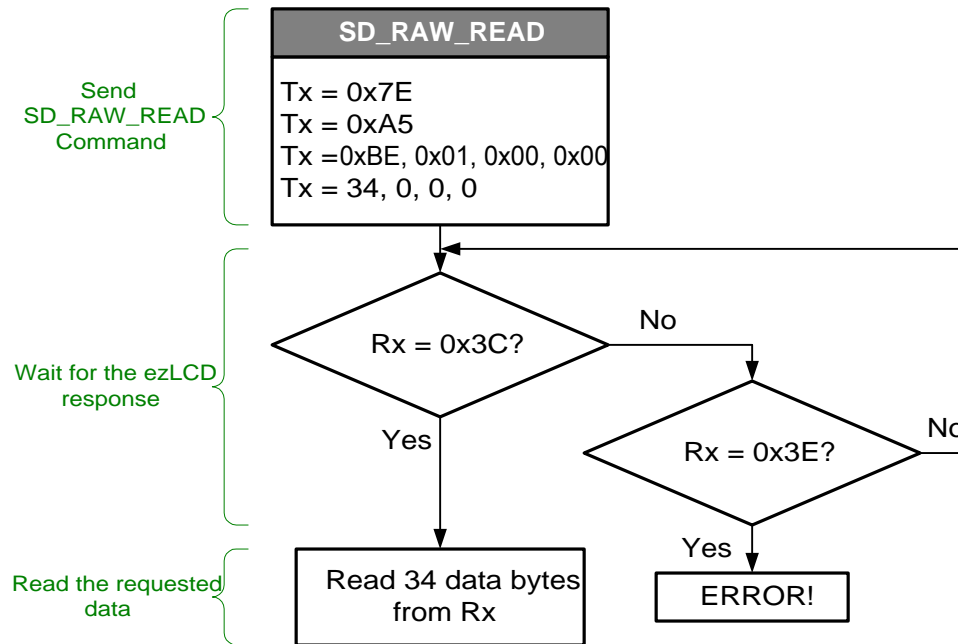 SD_RAW_READ
Send
SD_RAW_READ
Command
Tx = 0x7E
Tx = 0xA5
Tx =0xBE, 0x01, 0x00, 0x00
Tx = 34, 0, 0, 0
Wait for the ezLCD
response
Rx = 0x3C?
No
Yes
Rx = 0x3E?
No
Yes
Read the requested
data
Read 34 data bytes
from Rx
ERROR!